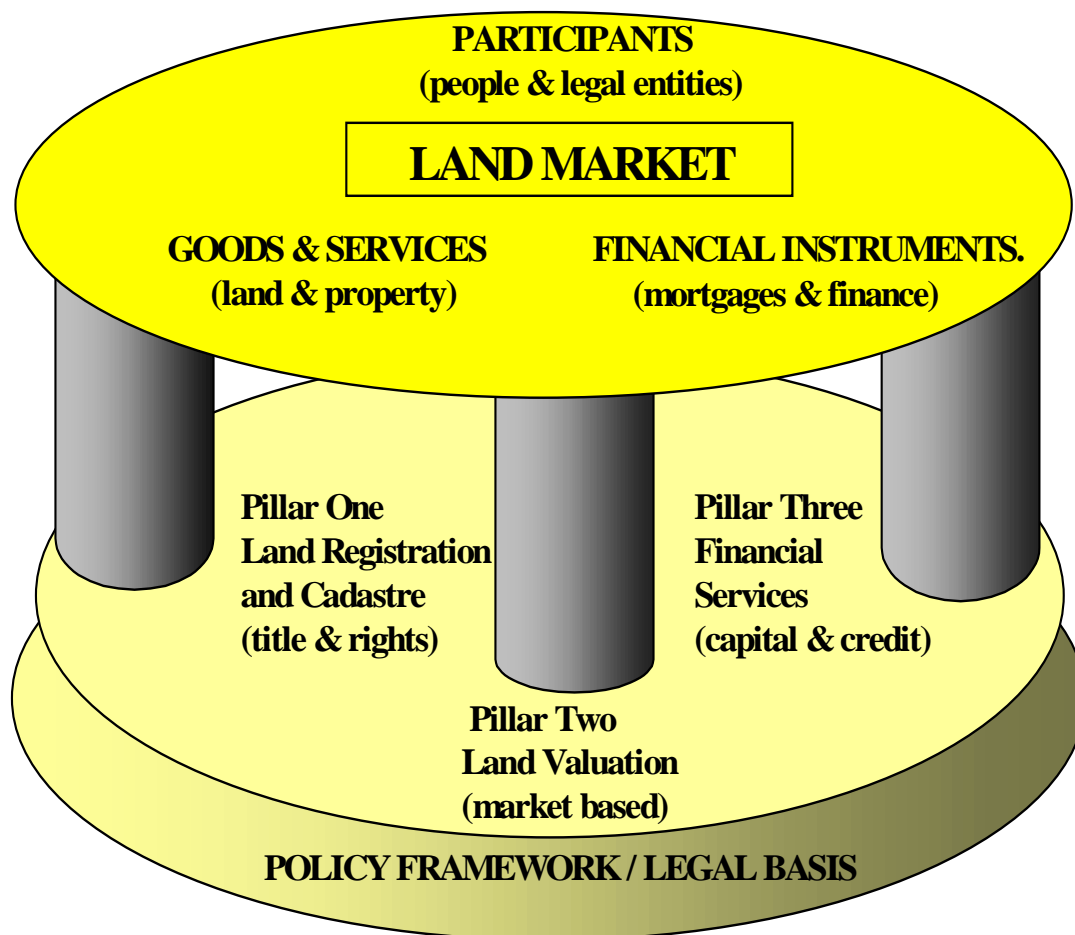 PARTICIPANTS
(people & legal entities)
LAND MARKET
GOODS & SERVICES
(land & property)
FINANCIAL INSTRUMENTS.
(mortgages & finance)
Pillar One
Land Registration
and Cadastre
(title & rights)
Pillar Three
Financial
Services
(capital & credit)
Pillar Two
Land Valuation
(market based)
POLICY FRAMEWORK / LEGAL BASIS